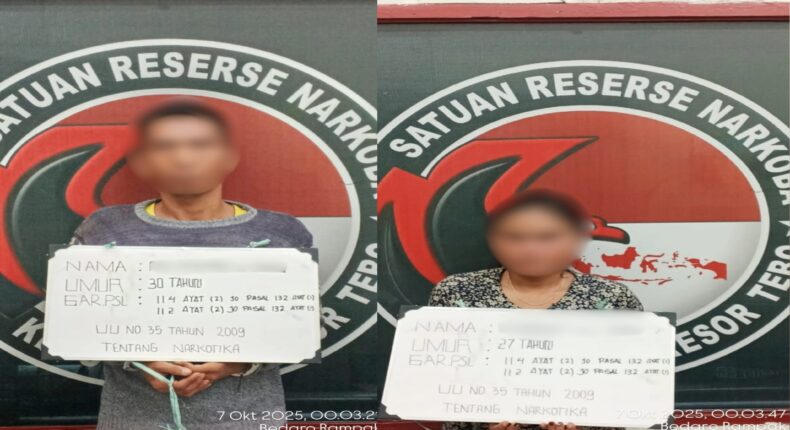 SATUAN RESERSE NARKOBA
NAMA :
UMUR : 30 TAHUN
GAR.PSL : 114 AYAT (2) JO PASAL 132 AYAT (1)
112 AYAT (2) JO PASAL 132 AYAT (1)
UU NO 35 TAHUN 2009
TENTANG NARKOTIKA
RESOR TEBO
7 Okt 2025, 00.03.2
Bedaro Rampak
SATUAN RESERSE NARKOBA
NAMA :
UMUR : 27 TAHUN
GAR.PSL : 114 AYAT (2) JO PASAL 132 AYAT (1)
112 AYAT (2) JO PASAL 132 AYAT (1)
UU NO 35 TAHUN 2009
TENTANG NARKOTIKA
RESOR TEBO
7 Okt 2025, 00.03.47
Bedaro Rampak